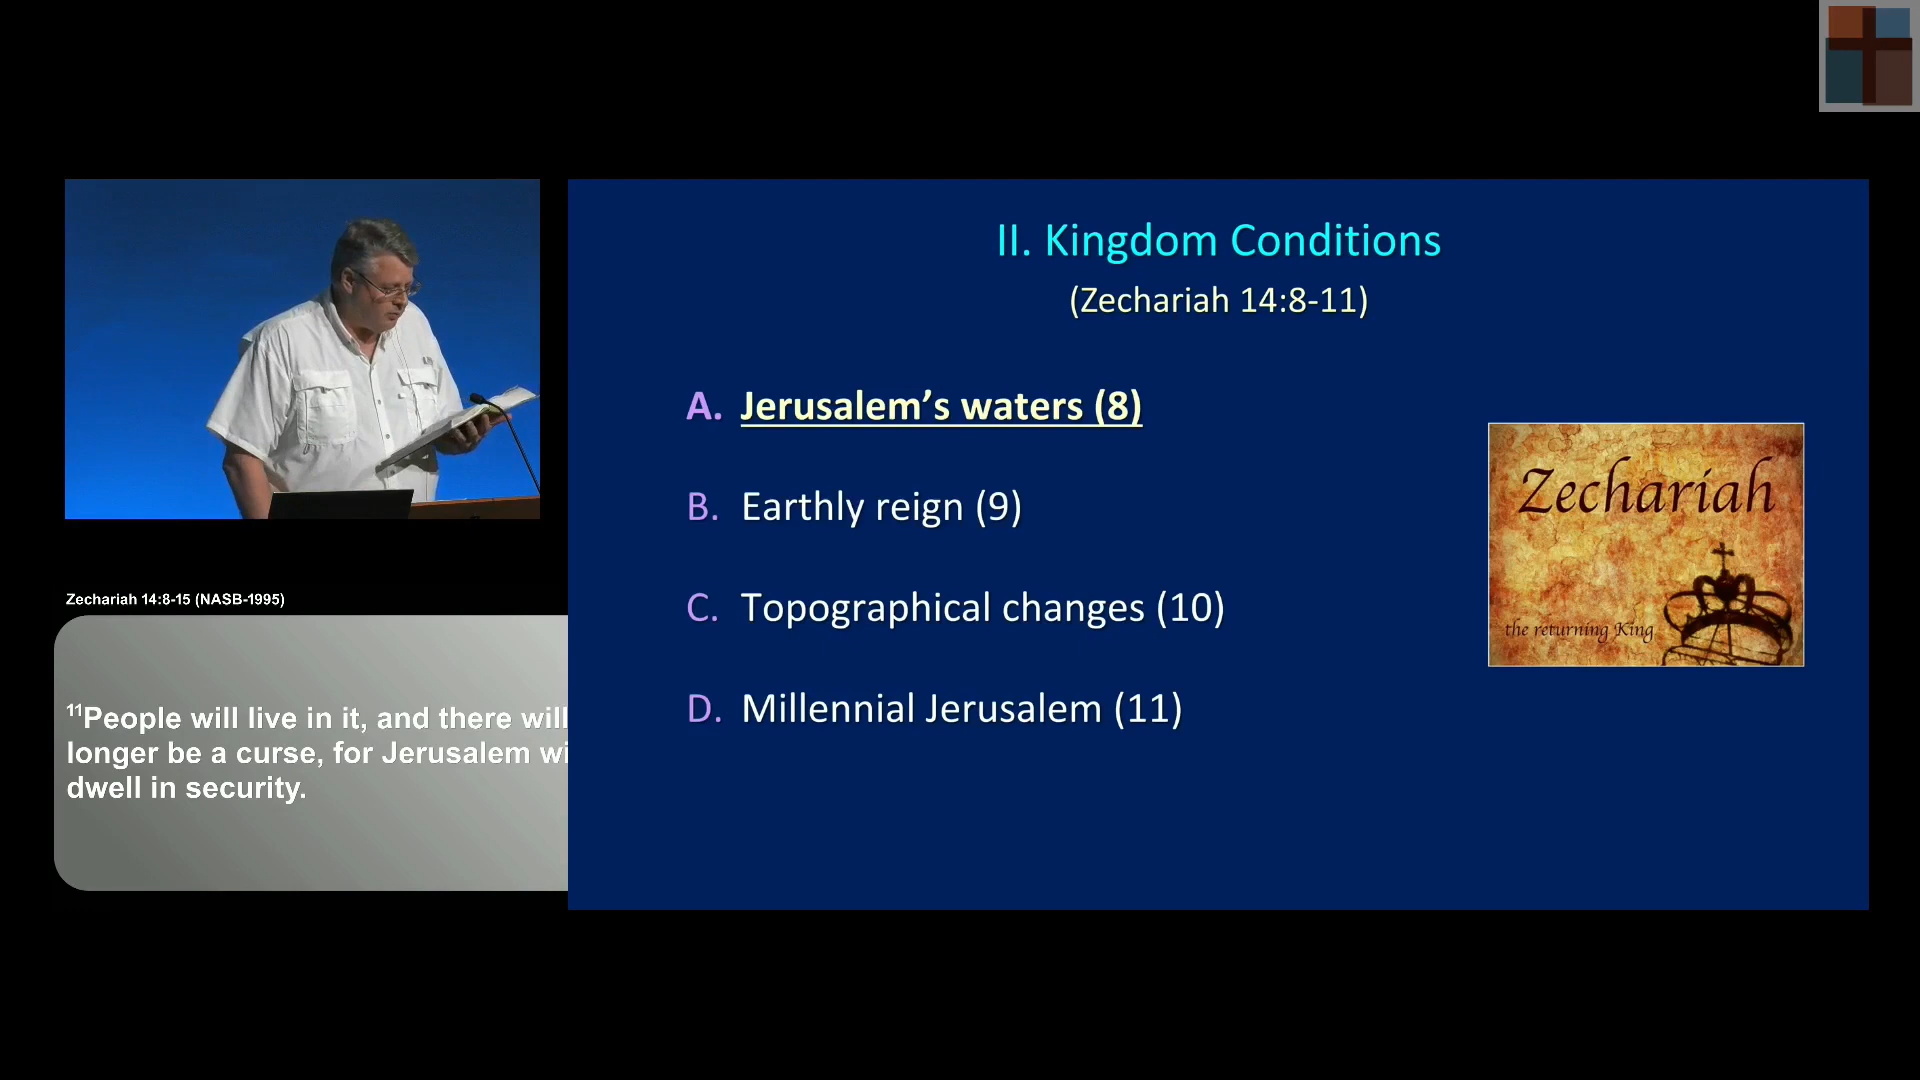 II. Kingdom Conditions
(Zechariah 14:8-11)
A. Jerusalem’s waters (8)
B. Earthly reign (9)
C. Topographical changes (10)
D. Millennial Jerusalem (11)
Zechariah
the returning King
Zechariah 14:8-15 (NASB-1995)
11People will live in it, and there will
longer be a curse, for Jerusalem wi
dwell in security.